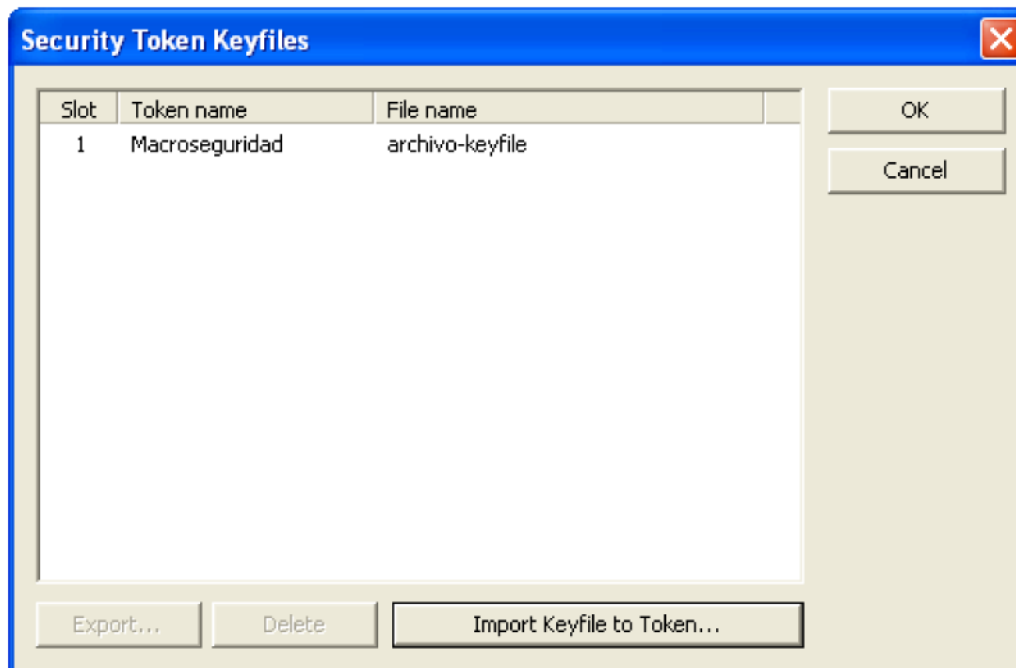 Security Token Keyfiles
Slot Token name File name
OK
1 Macroseguridad archivo-keyfile
Cancel
Export... Delete Import Keyfile to Token...